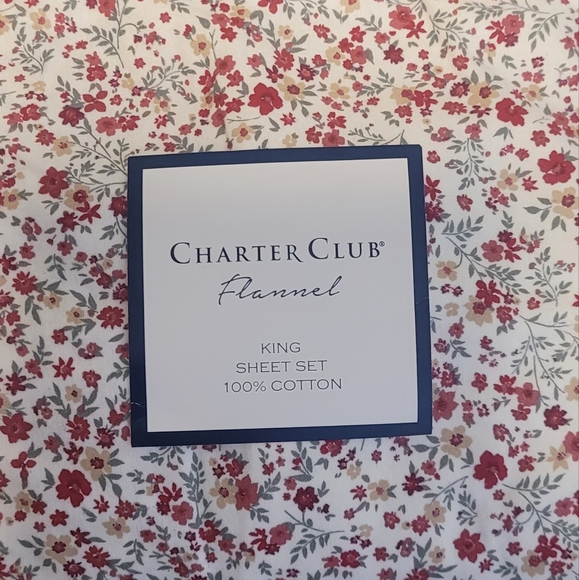 CHARTER CLUB®
Flannel
KING
SHEET SET
100% COTTON